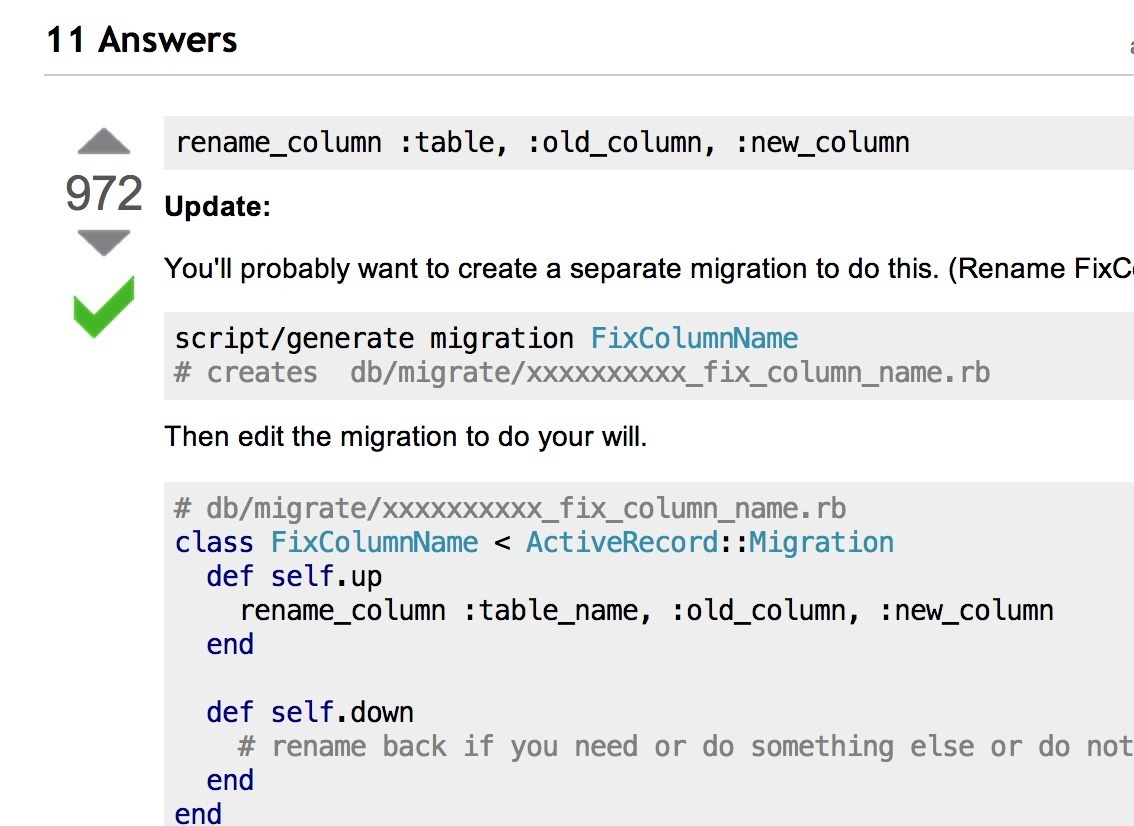 11 Answers
972
rename_column :table, :old_column, :new_column
Update:
You'll probably want to create a separate migration to do this. (Rename
script/generate migration FixColumnName
# creates  db/migrate/xxxxxxxxxx_fix_column_name.rb
Then edit the migration to do your will.
# db/migrate/xxxxxxxxxx_fix_column_name.rb
class FixColumnName < ActiveRecord::Migration
  def self.up
    rename_column :table_name, :old_column, :new_column
  end
  def self.down
    # rename back if you need or do something else or do not
  end
end